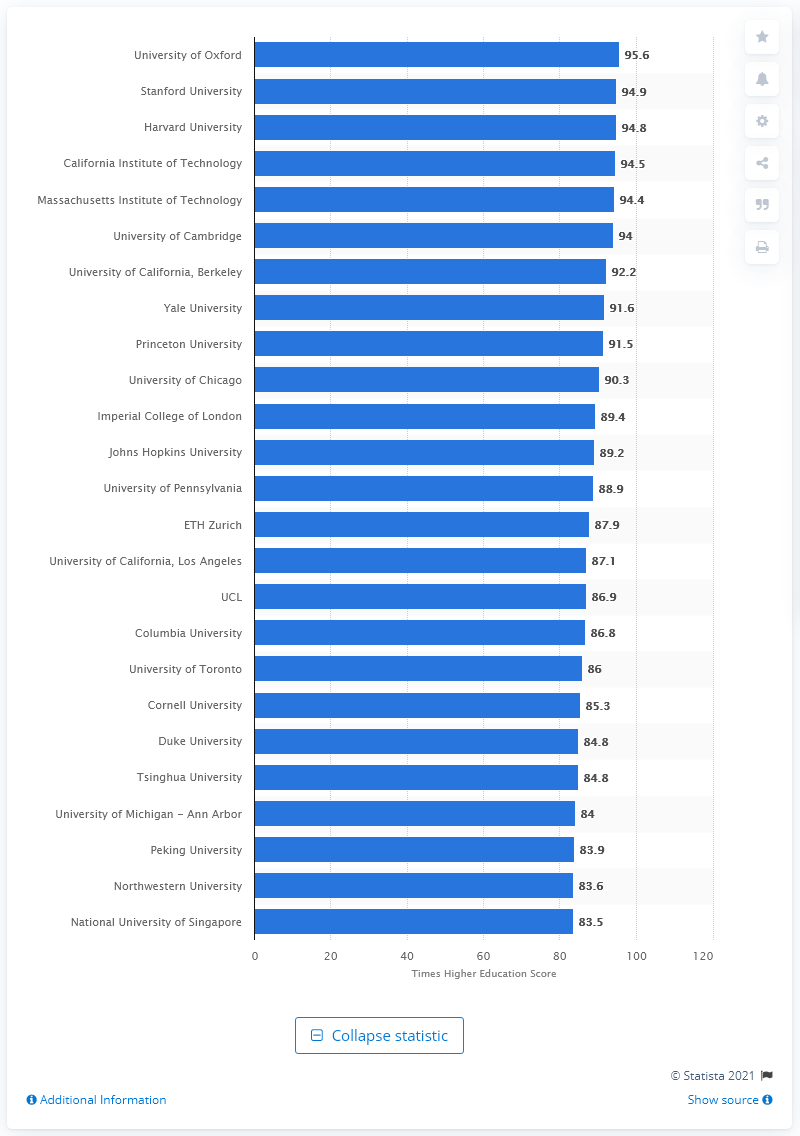 University of Oxford 95.6
Stanford University 94.9
Harvard University 94.8
California Institute of Technology 94.5
Massachusetts Institute of Technology 94.4
University of Cambridge 94
University of California, Berkeley 92.2
Yale University 91.6
Princeton University 91.5
University of Chicago 90.3
Imperial College of London 89.4
Johns Hopkins University 89.2
University of Pennsylvania 88.9
ETH Zurich 87.9
University of California, Los Angeles 87.1
UCL 86.9
Columbia University 86.8
University of Toronto 86
Cornell University 85.3
Duke University 84.8
Tsinghua University 84.8
University of Michigan - Ann Arbor 84
Peking University 83.9
Northwestern University 83.6
National University of Singapore 83.5
0 20 40 60 80 100 120
Times Higher Education Score
Collapse statistic
© Statista 2021
Additional Information Show source